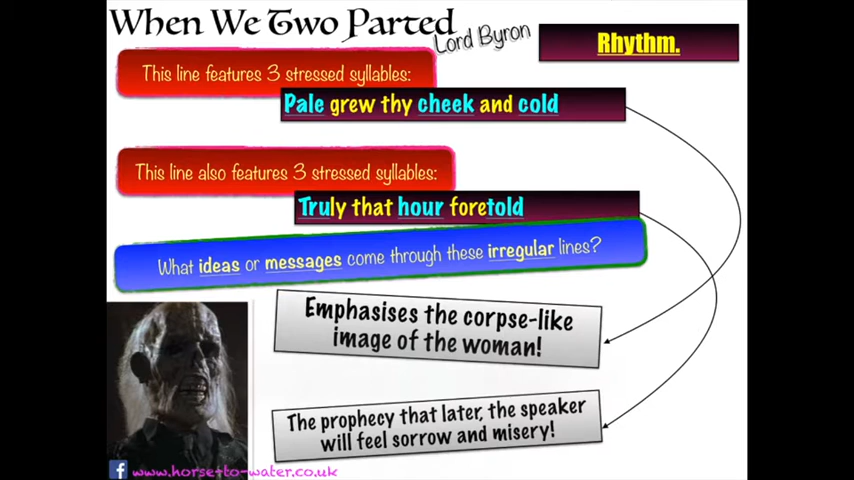 When We Two Parted
Lord Byron
Rhythm.
This line features 3 stressed syllables:
Pale grew thy cheek and cold
This line also features 3 stressed syllables:
Truly that hour foretold
What ideas or messages come through these irregular lines?
Emphasises the corpse-like
image of the woman!
The prophecy that later, the speaker
will feel sorrow and misery!
f www.horse-to-water.co.uk